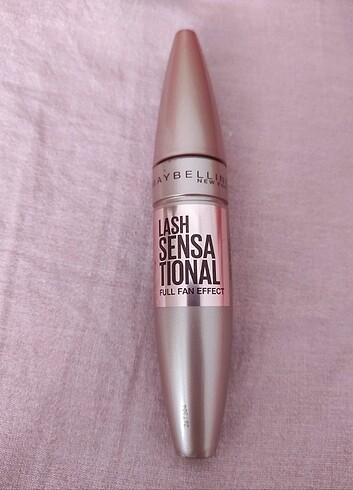 MAYBELLINE
NEW YORK
LASH
SENSA
TIONAL
FULL FAN EFFECT